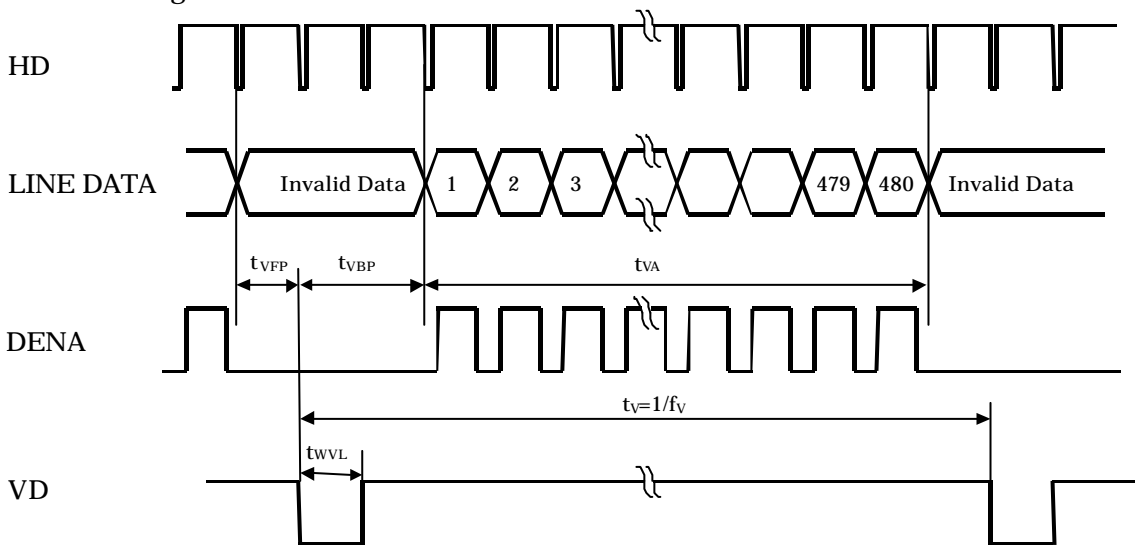 HD
LINE DATA
Invalid Data 1 2 3 479 480 Invalid Data
tVFP tVBP tVA
DENA
tV=1/fV
tWVL
VD